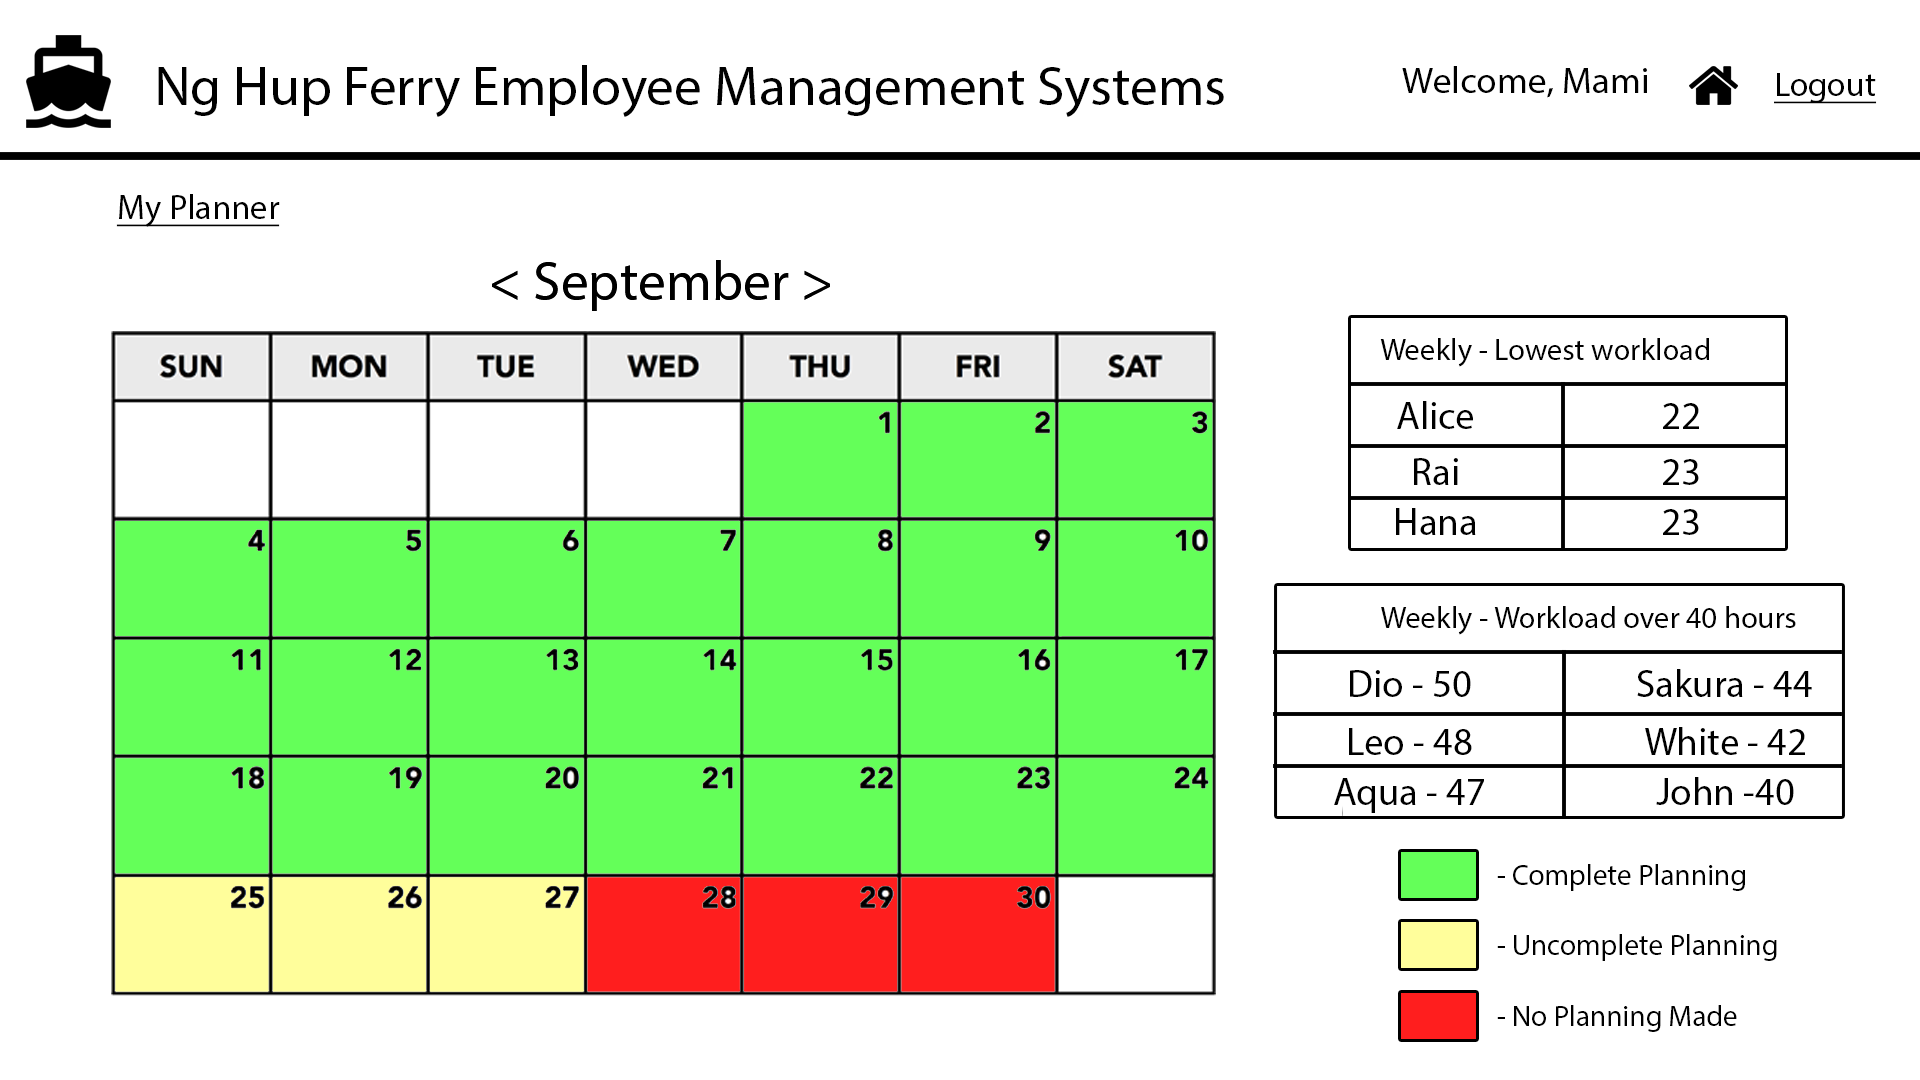 Ng Hup Ferry Employee Management Systems
Welcome, Mami
Logout
My Planner
< September >
SUN MON TUE WED THU FRI SAT
1 2 3
4 5 6 7 8 9 10
11 12 13 14 15 16 17
18 19 20 21 22 23 24
25 26 27 28 29 30
Weekly - Lowest workload
Alice 22
Rai 23
Hana 23
Weekly - Workload over 40 hours
Dio - 50 Sakura - 44
Leo - 48 White - 42
Aqua - 47 John -40
- Complete Planning
- Uncomplete Planning
- No Planning Made